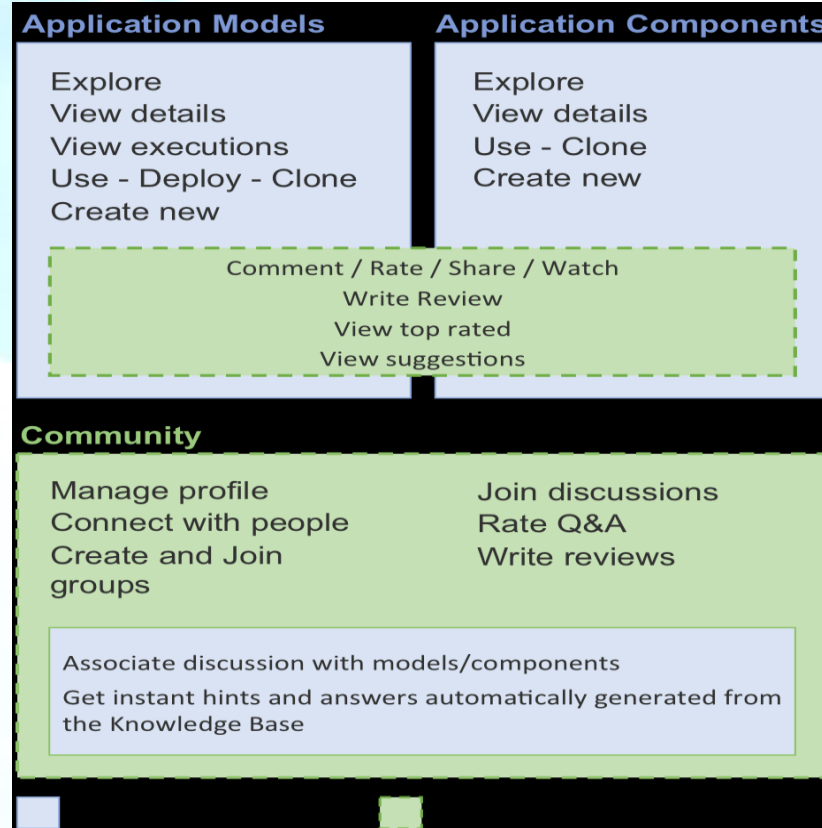 Application Models
Explore
View details
View executions
Use - Deploy - Clone
Create new
Application Components
Explore
View details
Use - Clone
Create new
Comment / Rate / Share / Watch
Write Review
View top rated
View suggestions
Community
Manage profile
Connect with people
Create and Join
groups
Join discussions
Rate Q&A
Write reviews
Associate discussion with models/components
Get instant hints and answers automatically generated from
the Knowledge Base